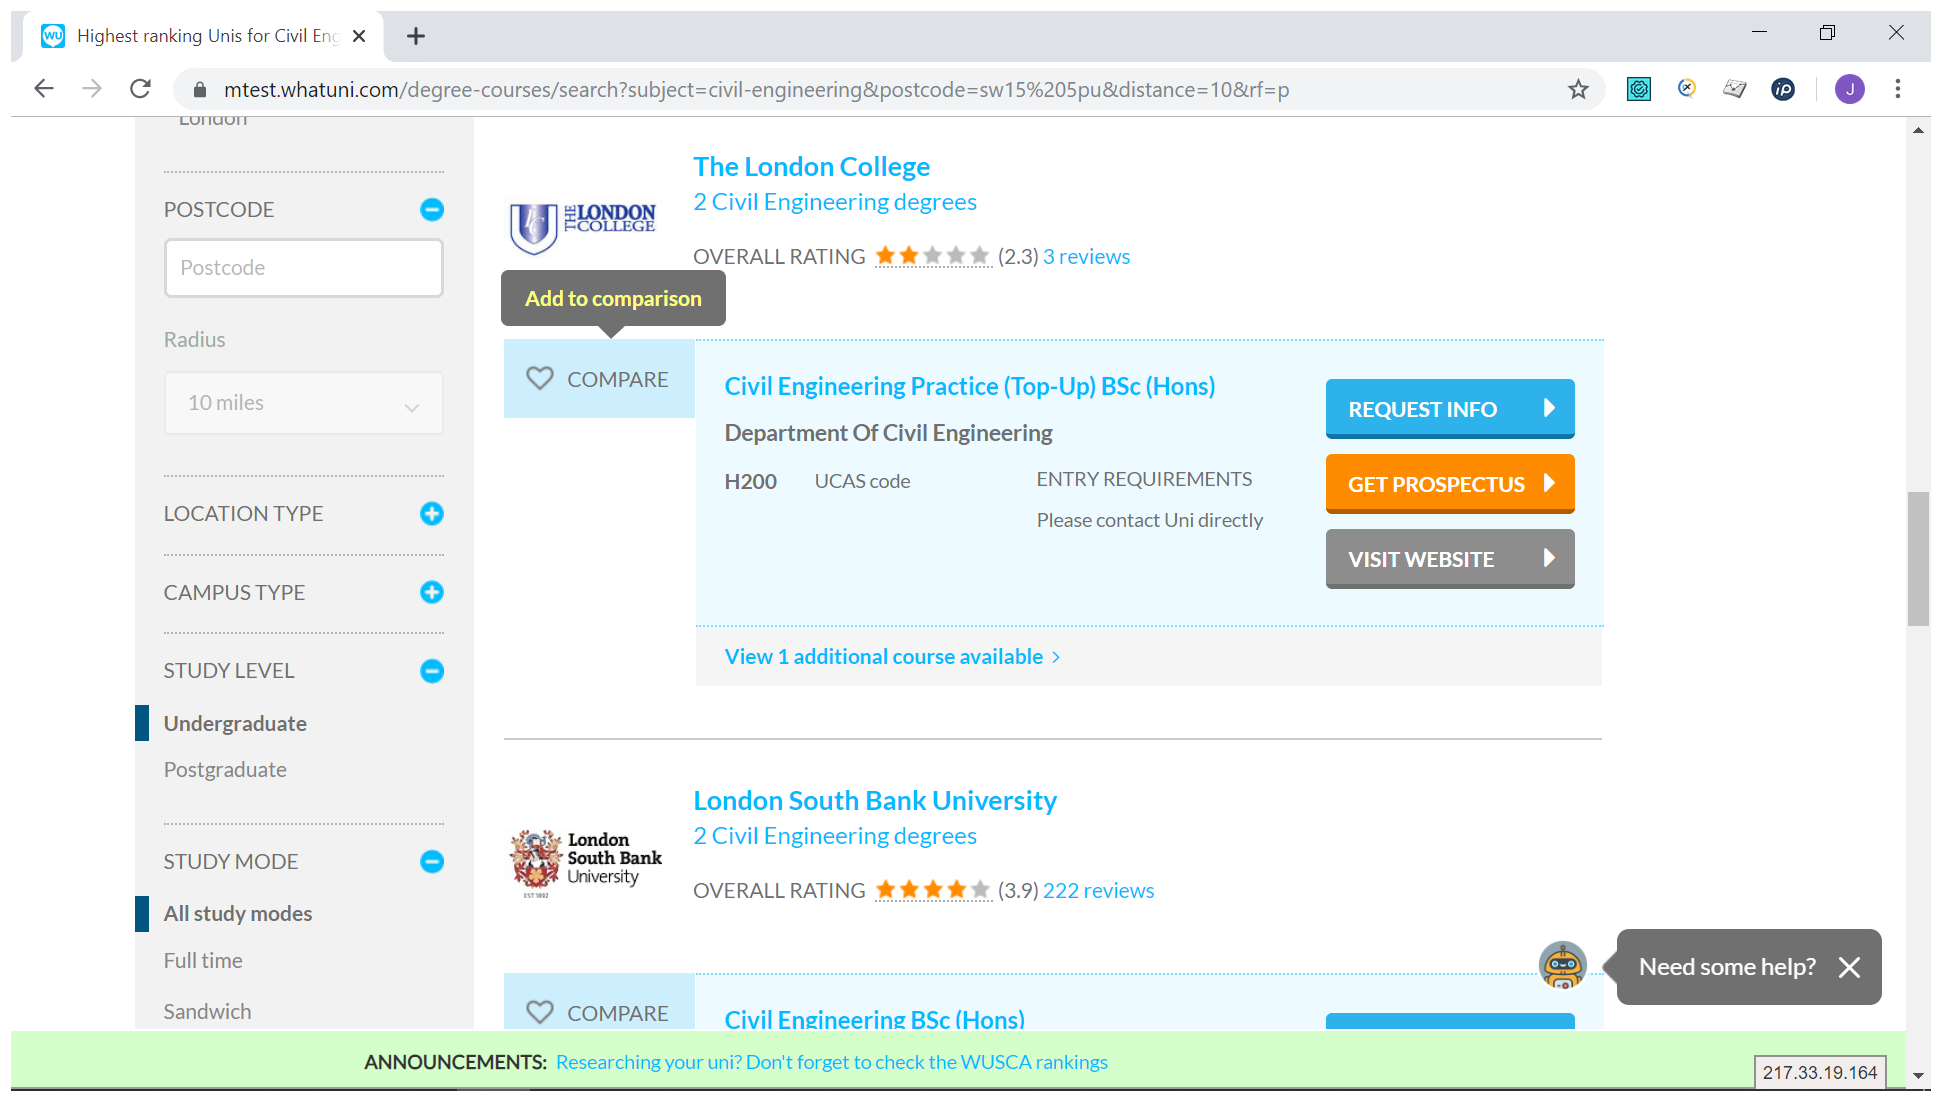 WU
Highest ranking Unis for Civil Eng
mtest.whatuni.com/degree-courses/search?subject=civil-engineering&postcode=sw15%205pu&distance=10&rf=p
ip
J
London
POSTCODE
Postcode
Radius
10 miles
LOCATION TYPE
CAMPUS TYPE
STUDY LEVEL
Undergraduate
Postgraduate
STUDY MODE
All study modes
Full time
Sandwich
The London College
2 Civil Engineering degrees
THE LONDON
COLLEGE
OVERALL RATING (2.3) 3 reviews
Add to comparison
COMPARE
Civil Engineering Practice (Top-Up) BSc (Hons)
Department Of Civil Engineering
H200 UCAS code
ENTRY REQUIREMENTS
Please contact Uni directly
REQUEST INFO
GET PROSPECTUS
VISIT WEBSITE
View 1 additional course available
London South Bank University
2 Civil Engineering degrees
London
South Bank
University
EST 1892
OVERALL RATING (3.9) 222 reviews
COMPARE
Civil Engineering BSc (Hons)
Need some help?
ANNOUNCEMENTS: Researching your uni? Don't forget to check the WUSCA rankings
217.33.19.164